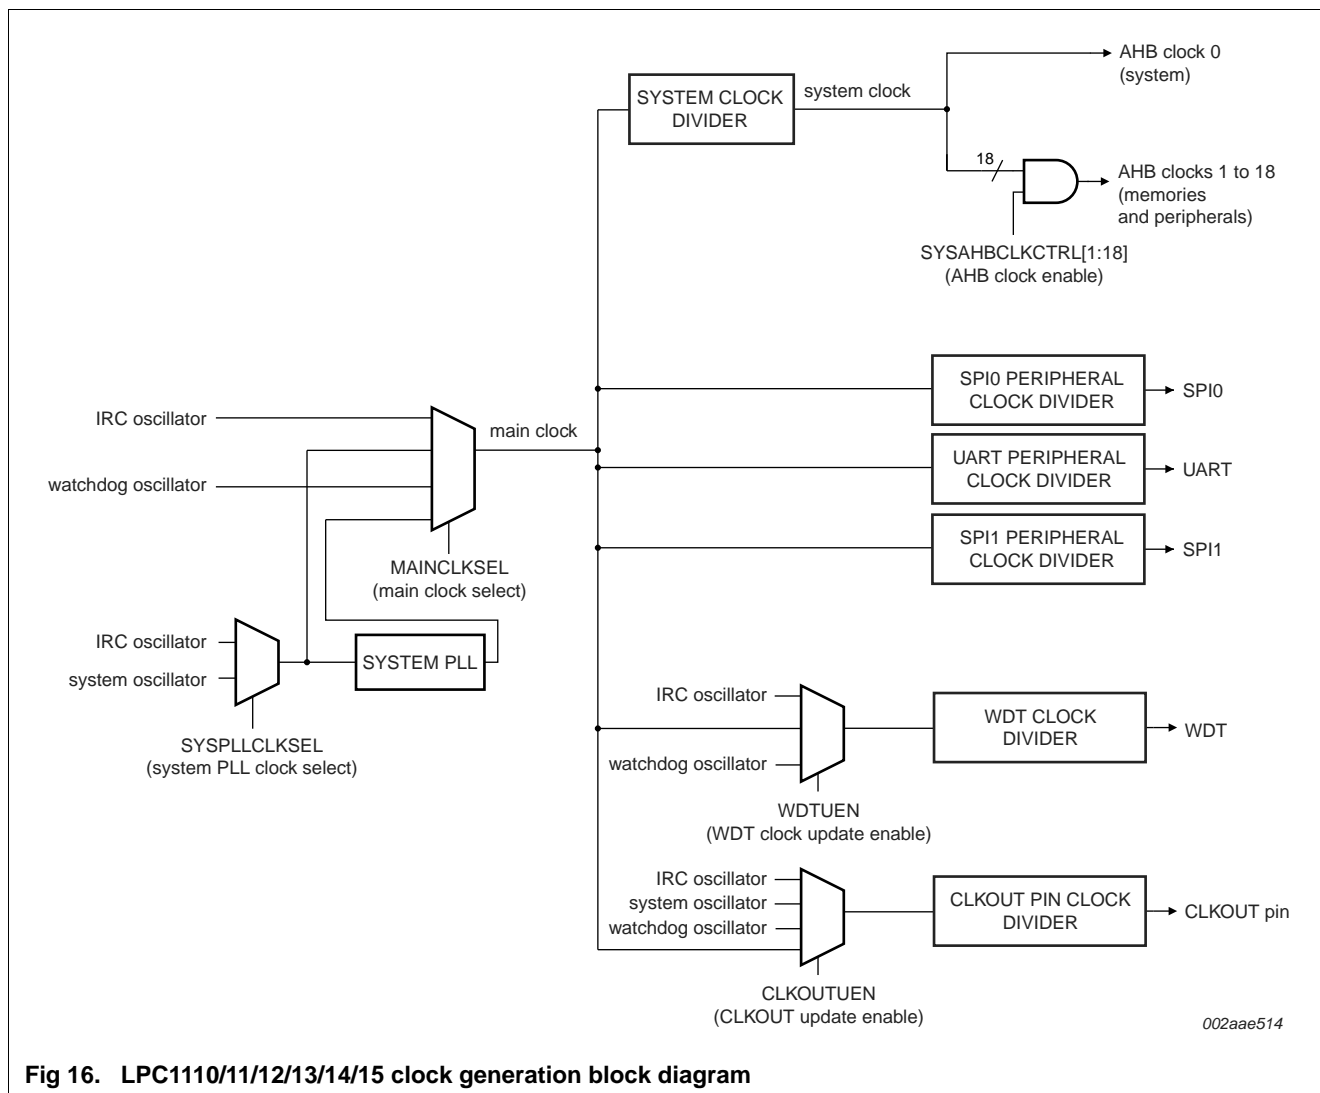 AHB clock 0
(system)
SYSTEM CLOCK
DIVIDER
system clock
18
AHB clocks 1 to 18
(memories
and peripherals)
SYSAHBCLKCTRL[1:18]
(AHB clock enable)
IRC oscillator
watchdog oscillator
main clock
MAINCLKSEL
(main clock select)
SPI0 PERIPHERAL
CLOCK DIVIDER
SPI0
UART PERIPHERAL
CLOCK DIVIDER
UART
SPI1 PERIPHERAL
CLOCK DIVIDER
SPI1
IRC oscillator
system oscillator
SYSTEM PLL
SYSPLLCLKSEL
(system PLL clock select)
IRC oscillator
watchdog oscillator
WDT CLOCK
DIVIDER
WDT
WDTUEN
(WDT clock update enable)
IRC oscillator
system oscillator
watchdog oscillator
CLKOUT PIN CLOCK
DIVIDER
CLKOUT pin
CLKOUTUEN
(CLKOUT update enable)
002aae514
Fig 16. LPC1110/11/12/13/14/15 clock generation block diagram